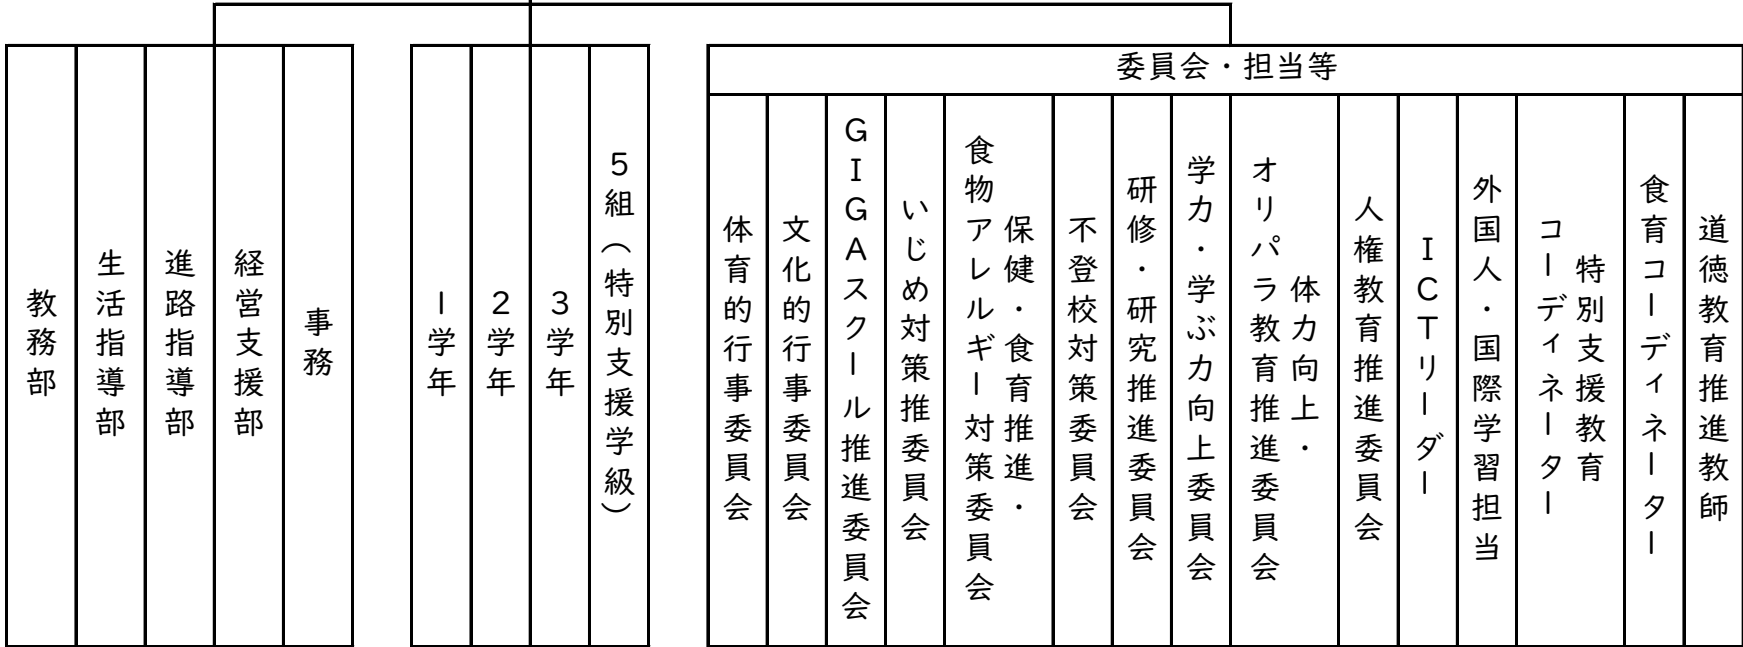 教務部
生活指導部
進路指導部
経営支援部
事務
1学年
2学年
3学年
5組（特別支援学級）
委員会・担当等
体育的行事委員会
文化的行事委員会
GIGAスクール推進委員会
いじめ対策推委員会
保健・食育推進・
食物アレルギー対策委員会
不登校対策委員会
研修・研究推進委員会
学力・学ぶ力向上委員会
体力向上・
オリパラ教育推進委員会
人権教育推進委員会
ICTリーダー
外国人・国際学習担当
特別支援教育
コーディネーター
食育コーディネーター
道徳教育推進教師